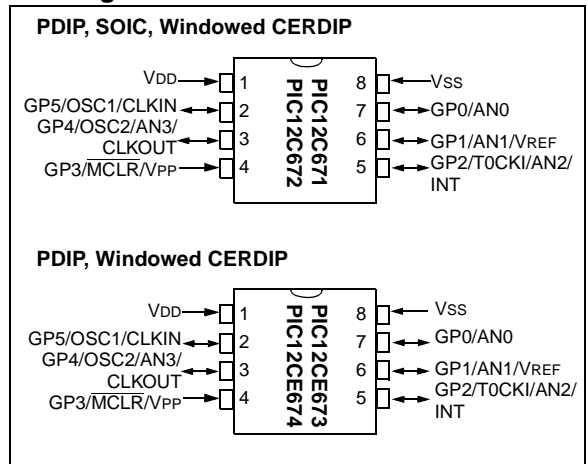 PDIP, SOIC, Windowed CERDIP
VDD 1
GP5/OSC1/CLKIN 2
GP4/OSC2/AN3/
CLKOUT 3
GP3/MCLR/VPP 4
PIC12C671
PIC12C672
8 VSS
7 GP0/AN0
6 GP1/AN1/VREF
5 GP2/T0CKI/AN2/
INT
PDIP, Windowed CERDIP
VDD 1
GP5/OSC1/CLKIN 2
GP4/OSC2/AN3/
CLKOUT 3
GP3/MCLR/VPP 4
PIC12CE673
PIC12CE674
8 VSS
7 GP0/AN0
6 GP1/AN1/VREF
5 GP2/T0CKI/AN2/
INT